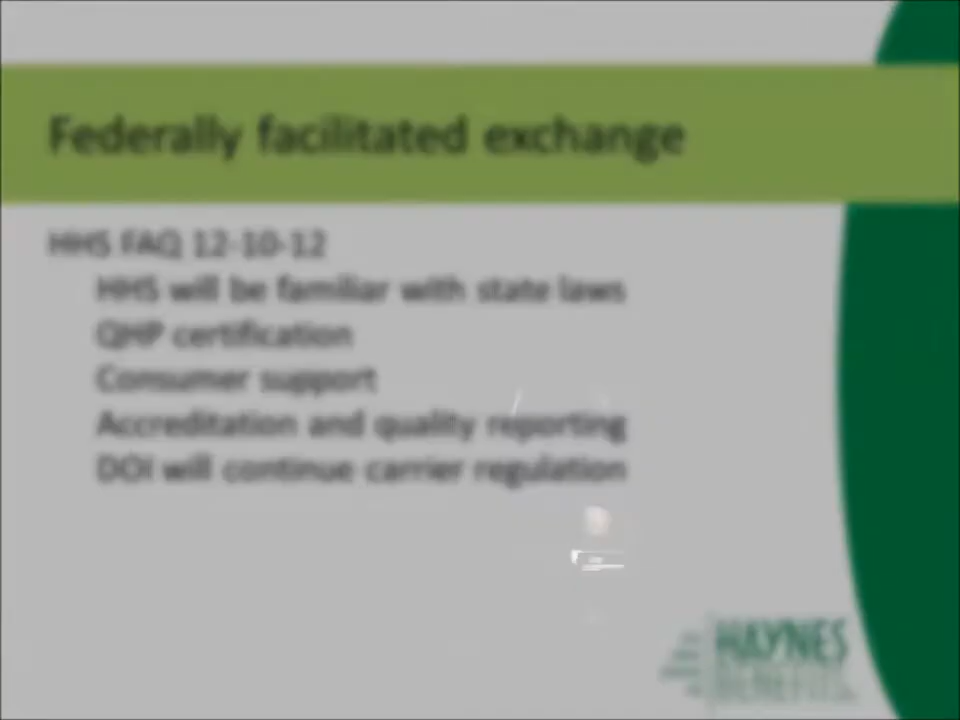 Federally facilitated exchange
HHS FAQ 12-10-12
HHS will be familiar with state laws
QHP certification
Consumer support
Accreditation and quality reporting
DOI will continue carrier regulation
HAYNES
BENEFITS